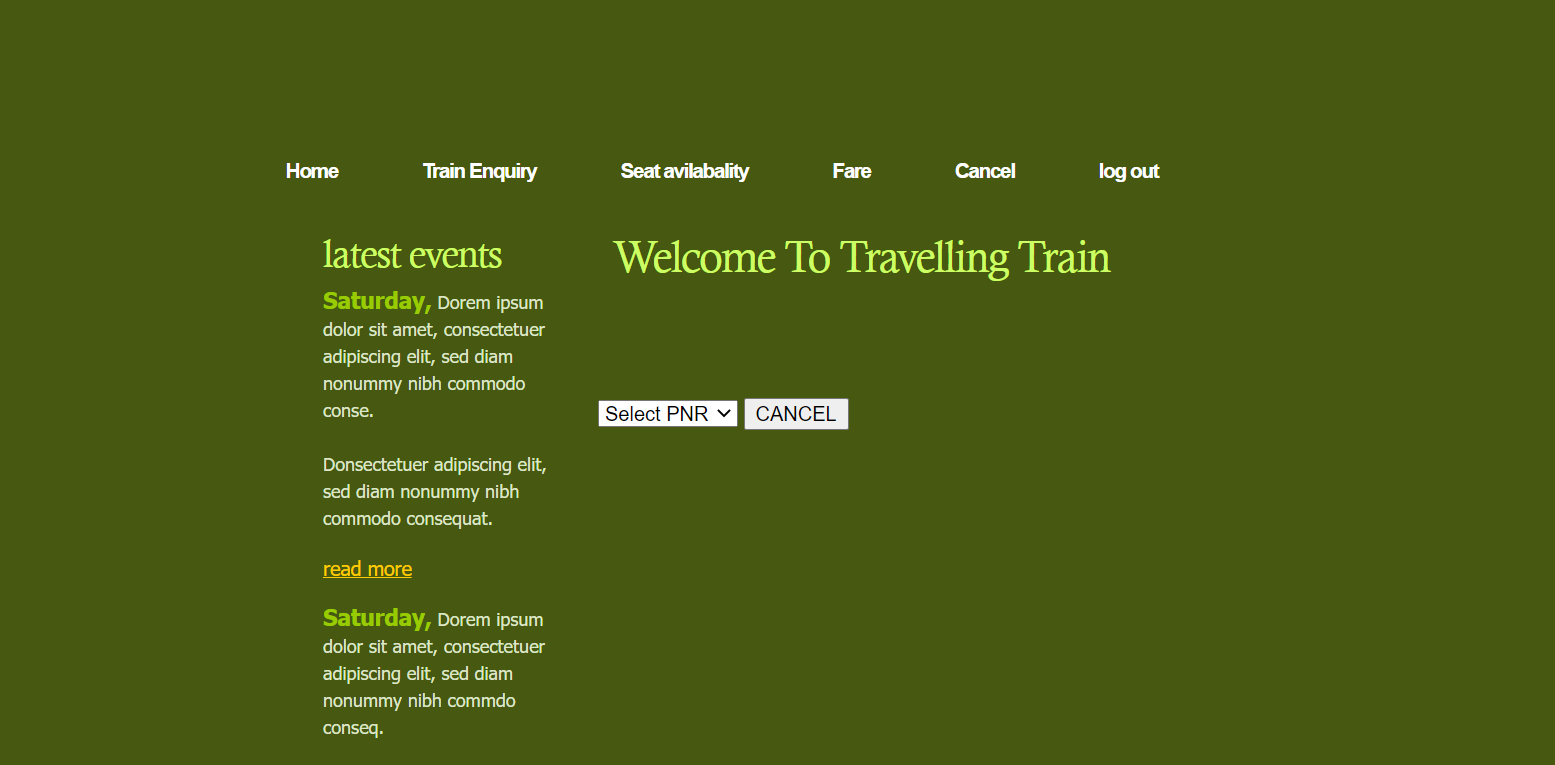 Home Train Enquiry Seat avilabality Fare Cancel log out
latest events
Saturday, Dorem ipsum
dolor sit amet, consectetuer
adipiscing elit, sed diam
nonummy nibh commodo
conse.
Donsectetuer adipiscing elit,
sed diam nonummy nibh
commodo consequat.
read more
Saturday, Dorem ipsum
dolor sit amet, consectetuer
adipiscing elit, sed diam
nonummy nibh commdo
conseq.
Welcome To Travelling Train
Select PNR CANCEL